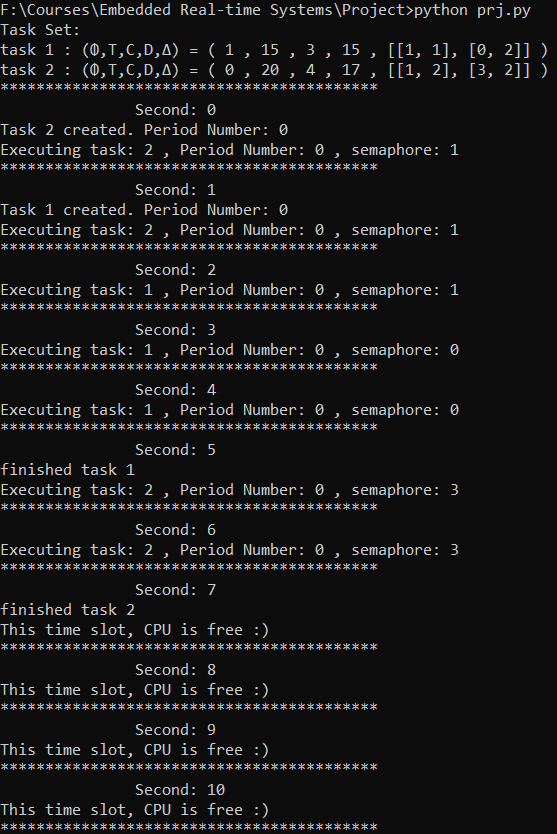 F:\Courses\Embedded Real-time Systems\Project>python prj.py
Task Set:
task 1 : (Φ,T,C,D,Δ) = ( 1 , 15 , 3 , 15 , [[1, 1], [0, 2]] )
task 2 : (Φ,T,C,D,Δ) = ( 0 , 20 , 4 , 17 , [[1, 2], [3, 2]] )
******************************************
Second: 0
Task 2 created. Period Number: 0
Executing task: 2 , Period Number: 0 , semaphore: 1
******************************************
Second: 1
Task 1 created. Period Number: 0
Executing task: 2 , Period Number: 0 , semaphore: 1
******************************************
Second: 2
Executing task: 1 , Period Number: 0 , semaphore: 1
******************************************
Second: 3
Executing task: 1 , Period Number: 0 , semaphore: 0
******************************************
Second: 4
Executing task: 1 , Period Number: 0 , semaphore: 0
******************************************
Second: 5
finished task 1
Executing task: 2 , Period Number: 0 , semaphore: 3
******************************************
Second: 6
Executing task: 2 , Period Number: 0 , semaphore: 3
******************************************
Second: 7
finished task 2
This time slot, CPU is free :)
******************************************
Second: 8
This time slot, CPU is free :)
******************************************
Second: 9
This time slot, CPU is free :)
******************************************
Second: 10
This time slot, CPU is free :)
******************************************